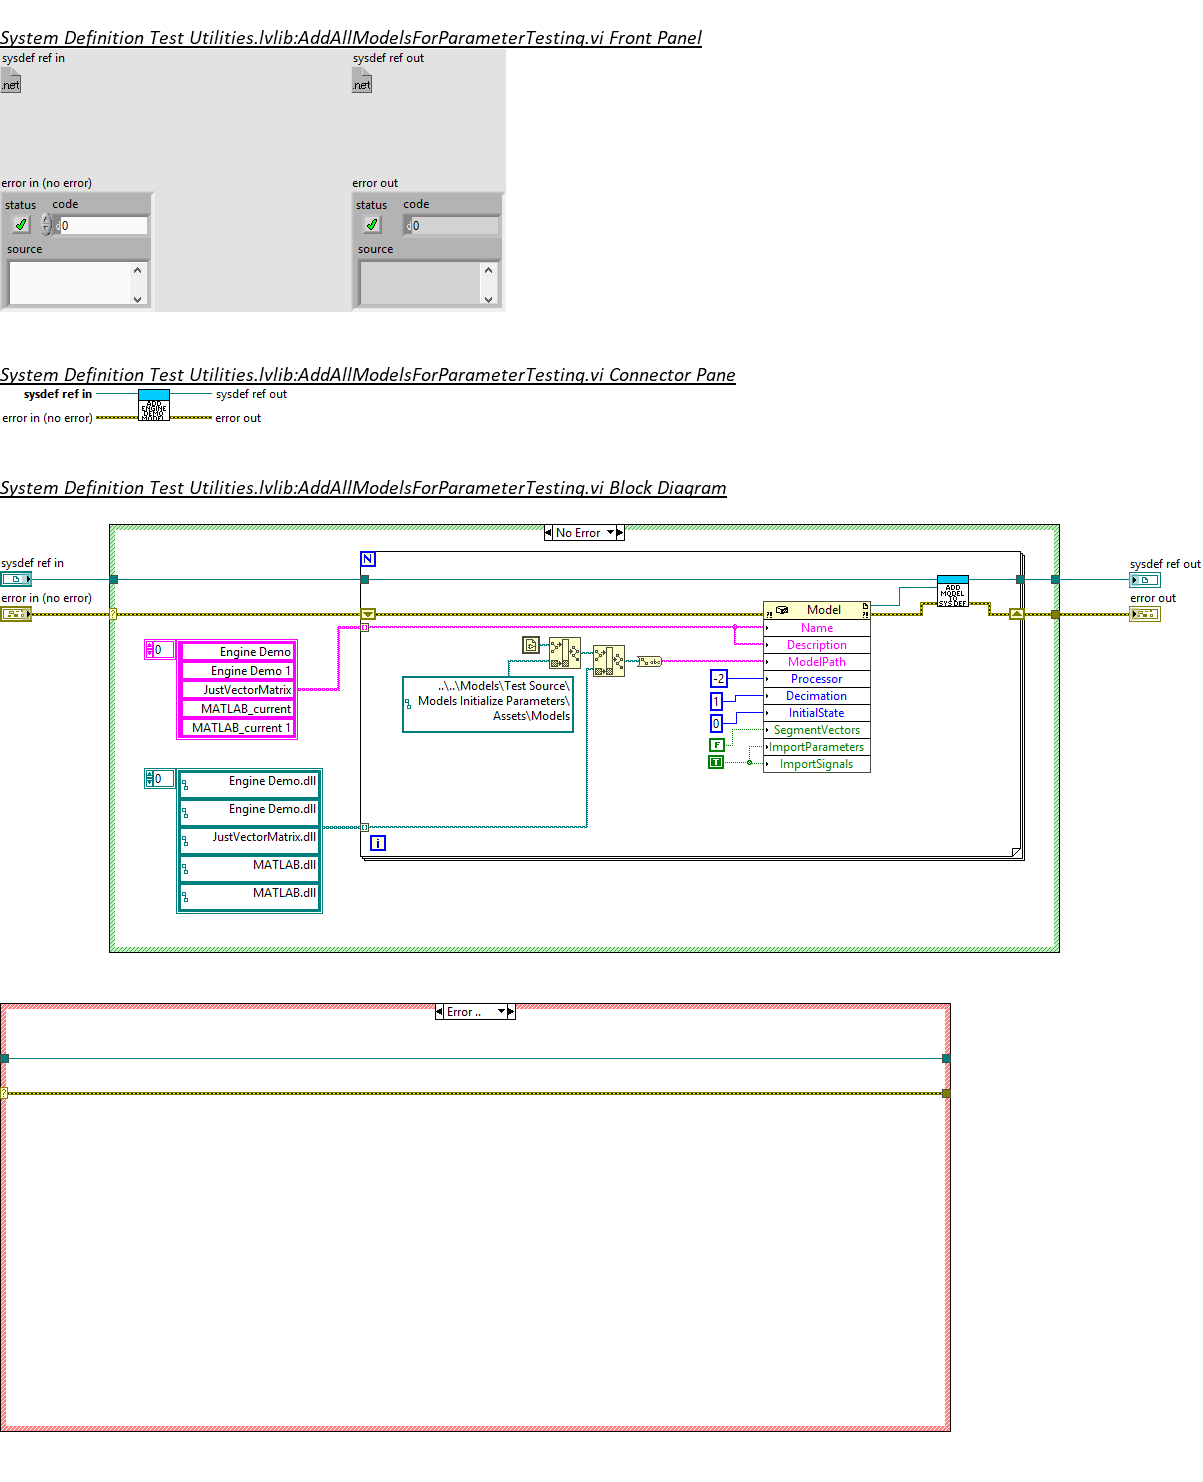 System Definition Test Utilities.lvlib:AddAllModelsForParameterTesting.vi Front Panel
sysdef ref in
sysdef ref out
.net
.net
error in (no error)
error out
status
code
status
code
d
0
d
0
source
source
System Definition Test Utilities.lvlib:AddAllModelsForParameterTesting.vi Connector Pane
sysdef ref in
sysdef ref out
ADD
ENGINE
DEMO
MODEL
error in (no error)
error out
System Definition Test Utilities.lvlib:AddAllModelsForParameterTesting.vi Block Diagram
No Error
N
sysdef ref in
sysdef ref out
error in (no error)
error out
ADD
MODEL
TO
SYS DEF
?
?!
Model
?!
Name
Description
ModelPath
Processor
Decimation
InitialState
SegmentVectors
ImportParameters
ImportSignals
0
Engine Demo
Engine Demo 1
JustVectorMatrix
MATLAB_current
MATLAB_current 1
abc
..\..\Models\Test Source\
Models Initialize Parameters\
Assets\Models
-2
1
0
F
T
0
Engine Demo.dll
Engine Demo.dll
JustVectorMatrix.dll
MATLAB.dll
MATLAB.dll
i
Error ..
?